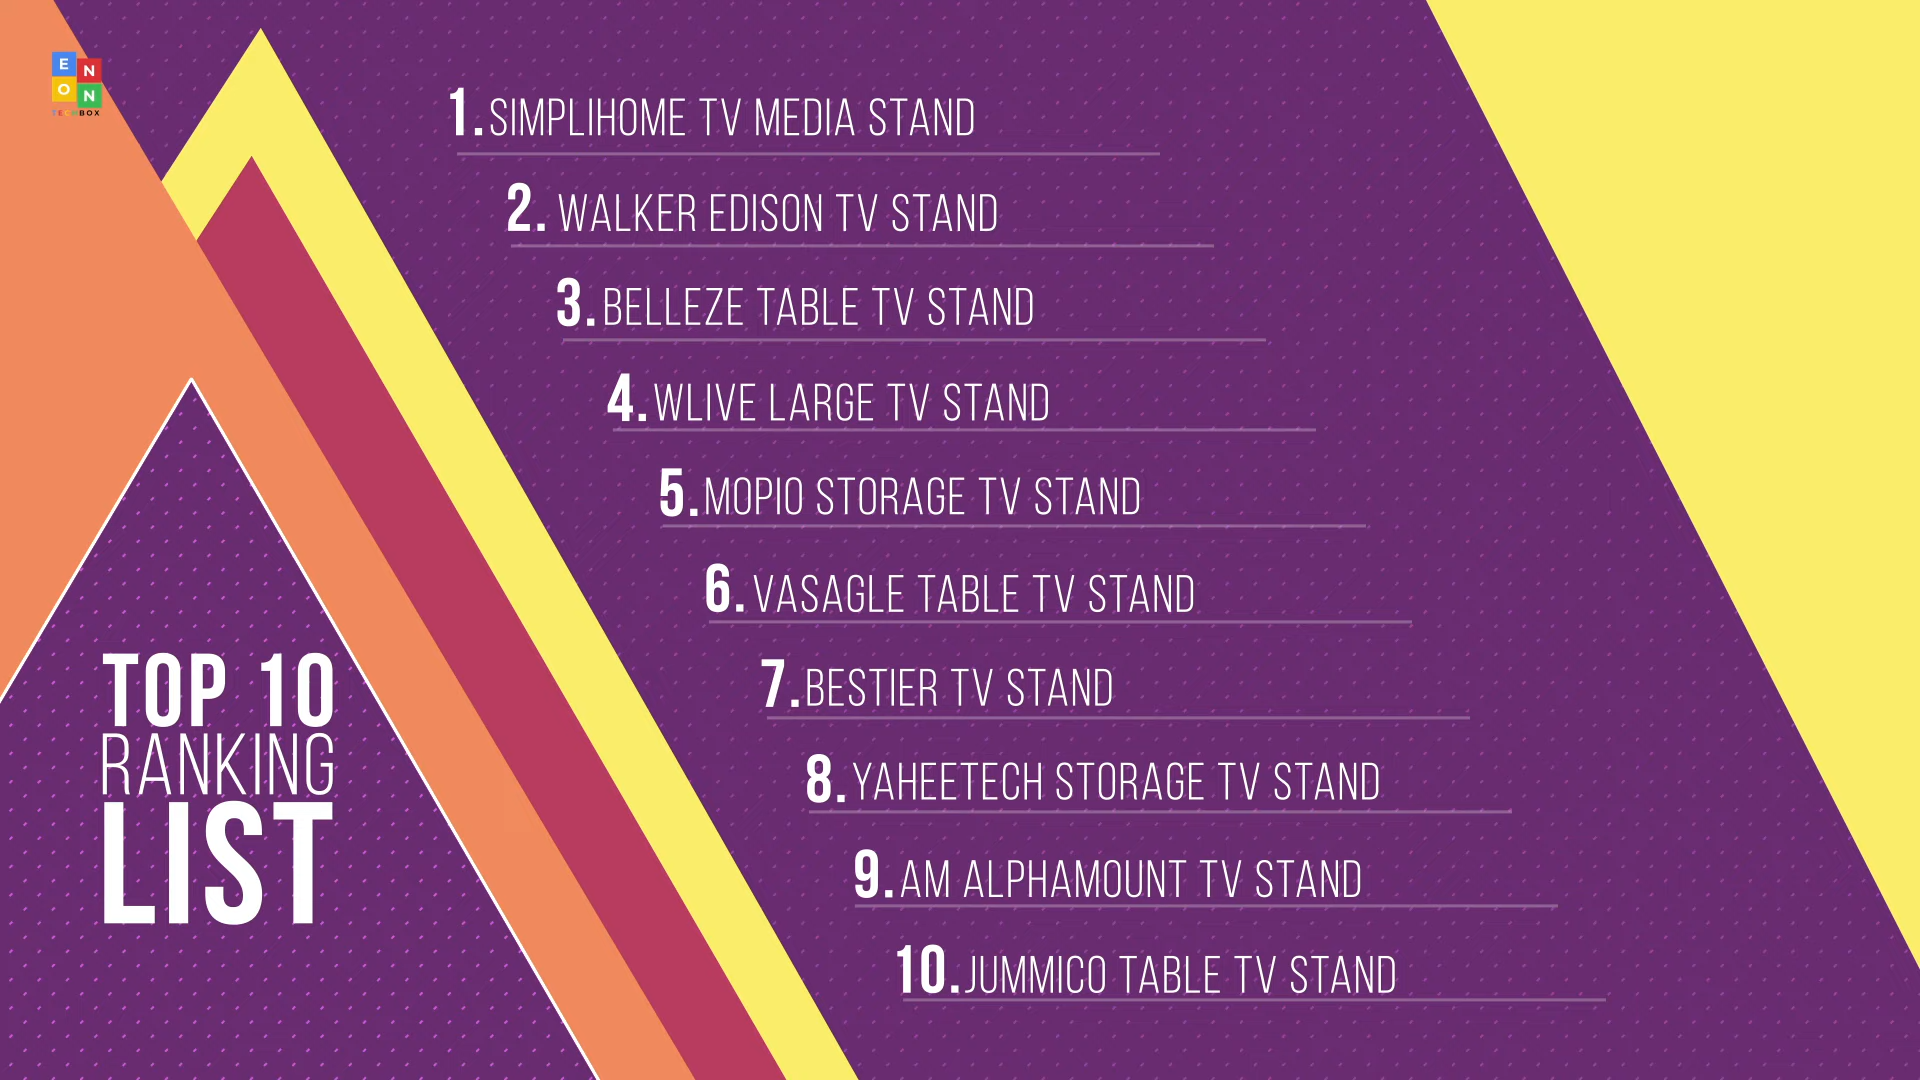 E N
O N
TECHBOX
1. SIMPLIHOME TV MEDIA STAND
2. WALKER EDISON TV STAND
3. BELLEZE TABLE TV STAND
4. WLIVE LARGE TV STAND
5. MOPIO STORAGE TV STAND
6. VASAGLE TABLE TV STAND
7. BESTIER TV STAND
8. YAHEETECH STORAGE TV STAND
9. AM ALPHAMOUNT TV STAND
10. JUMMICO TABLE TV STAND
TOP 10
RANKING
LIST